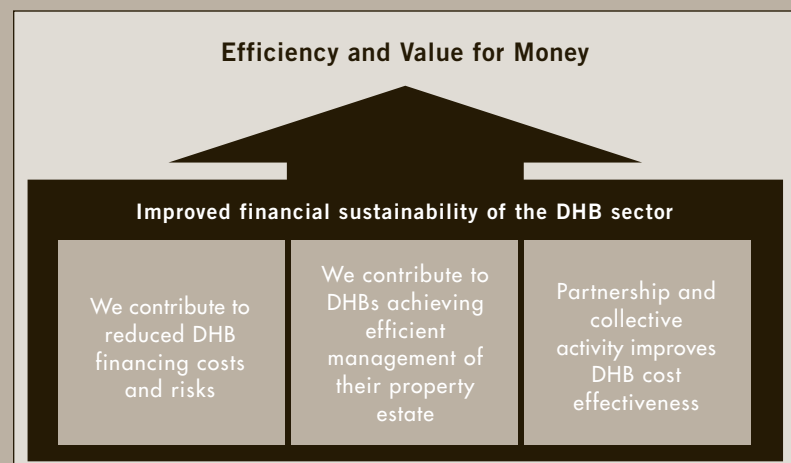 Efficiency and Value for Money
Improved financial sustainability of the DHB sector
We contribute to
reduced DHB
financing costs
and risks
We contribute to
DHBs achieving
efficient
management of
their property
estate
Partnership and
collective
activity improves
DHB cost
effectiveness